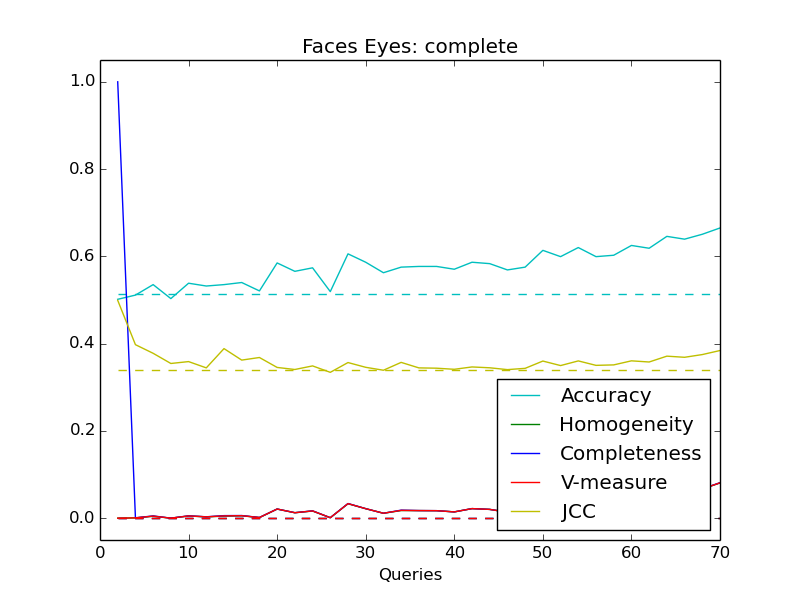 Faces Eyes: complete
1.0
0.8
0.6
0.4
0.2
0.0
Accuracy
Homogeneity
Completeness
V-measure
JCC
0 10 20 30 40 50 60 70
Queries